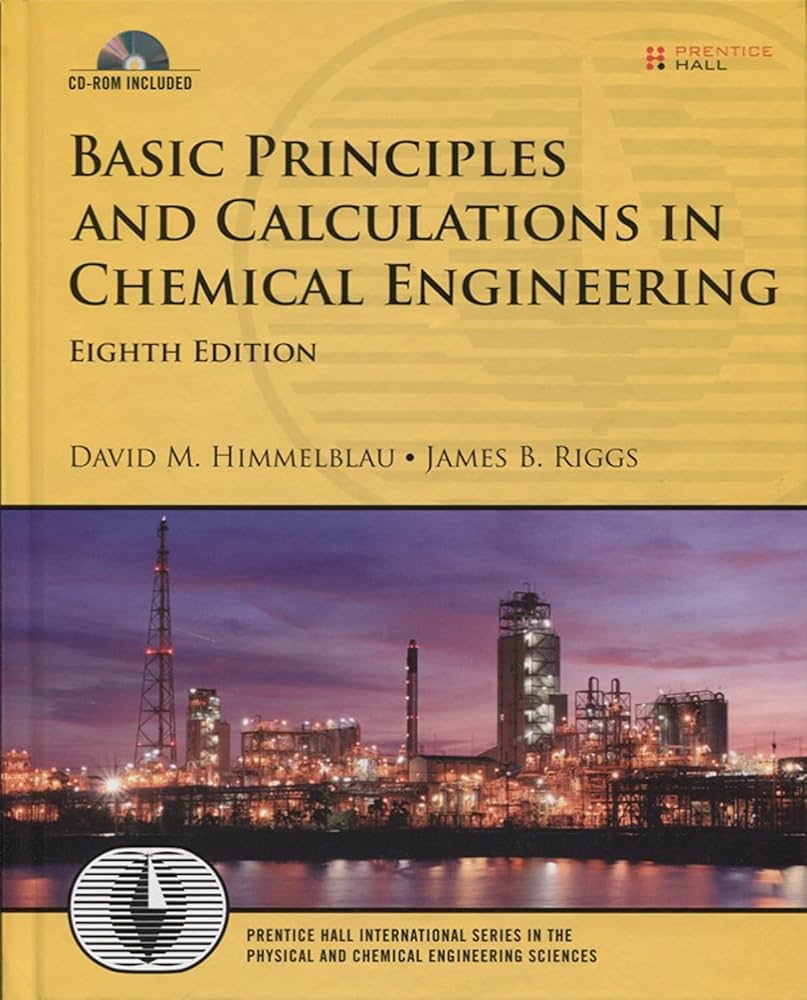 CD-ROM INCLUDED
PRENTICE
HALL
BASIC PRINCIPLES
AND CALCULATIONS IN
CHEMICAL ENGINEERING
EIGHTH EDITION
DAVID M. HIMMELBLAU • JAMES B. RIGGS
PRENTICE HALL INTERNATIONAL SERIES IN THE
PHYSICAL AND CHEMICAL ENGINEERING SCIENCES